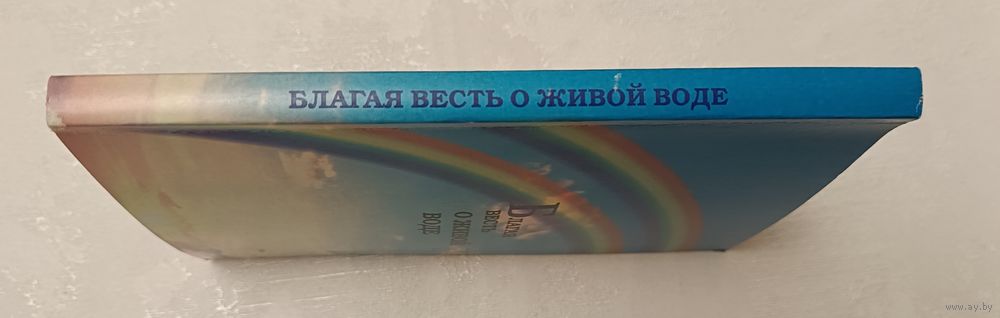 БЛАГАЯ ВЕСТЬ О ЖИВОЙ ВОДЕ
БЛАГАЯ
ВЕСТЬ
О ЖИВОЙ
ВОДЕ
www.ay.by